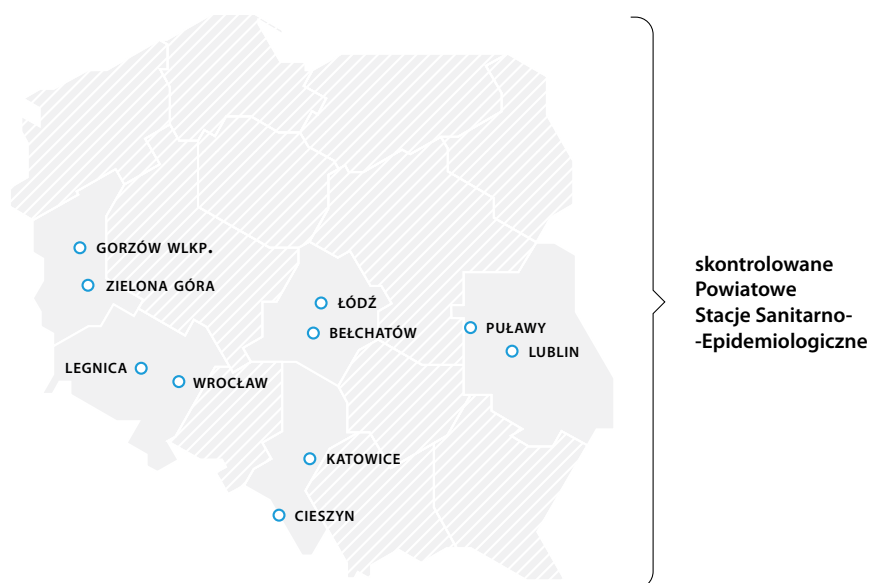 GORZÓW WLKP.
ZIELONA GÓRA
ŁÓDŹ
BEŁCHATÓW
PUŁAWY
LUBLIN
LEGNICA
WROCŁAW
KATOWICE
CIESZYN
skontrolowane
Powiatowe
Stacje Sanitarno-
-Epidemiologiczne